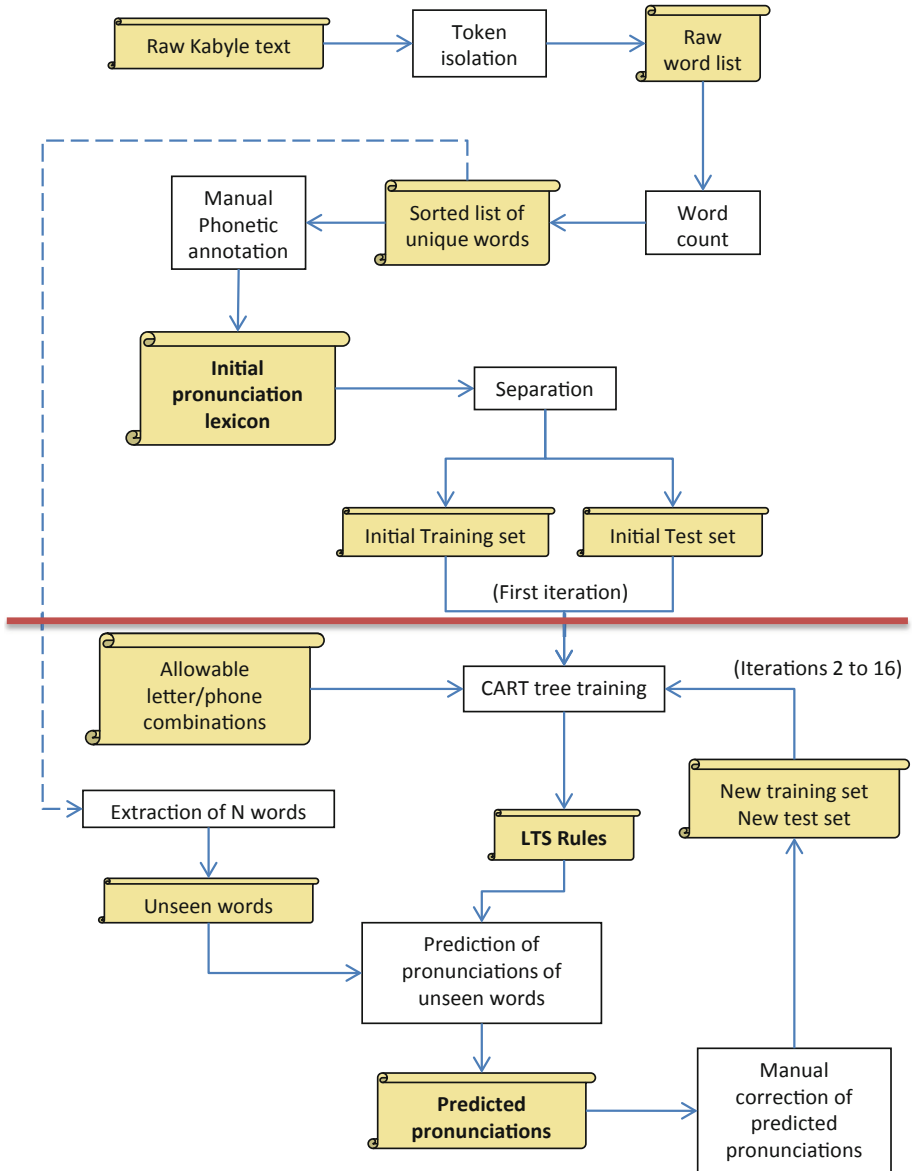 Raw Kabyle text
Token
isolation
Raw
word list
Manual
Phonetic
annotation
Sorted list of
unique words
Word
count
Initial
pronunciation
lexicon
Separation
Initial Training set
Initial Test set
(First iteration)
Allowable
letter/phone
combinations
CART tree training
(Iterations 2 to 16)
Extraction of N words
LTS Rules
New training set
New test set
Unseen words
Prediction of
pronunciations of
unseen words
Predicted
pronunciations
Manual
correction of
predicted
pronunciations